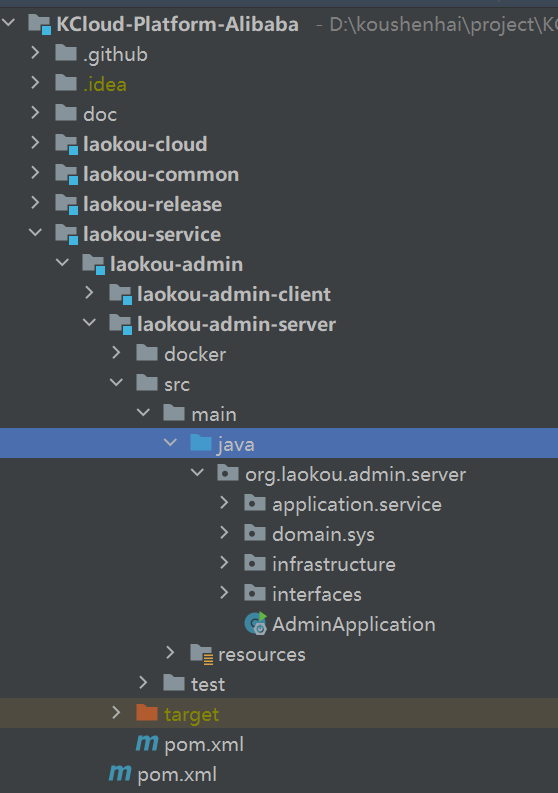 KCloud-Platform-Alibaba - D:\koushenhai\project\KC
.github
.idea
doc
laokou-cloud
laokou-common
laokou-release
laokou-service
laokou-admin
laokou-admin-client
laokou-admin-server
docker
src
main
java
org.laokou.admin.server
application.service
domain.sys
infrastructure
interfaces
AdminApplication
resources
test
target
pom.xml
pom.xml